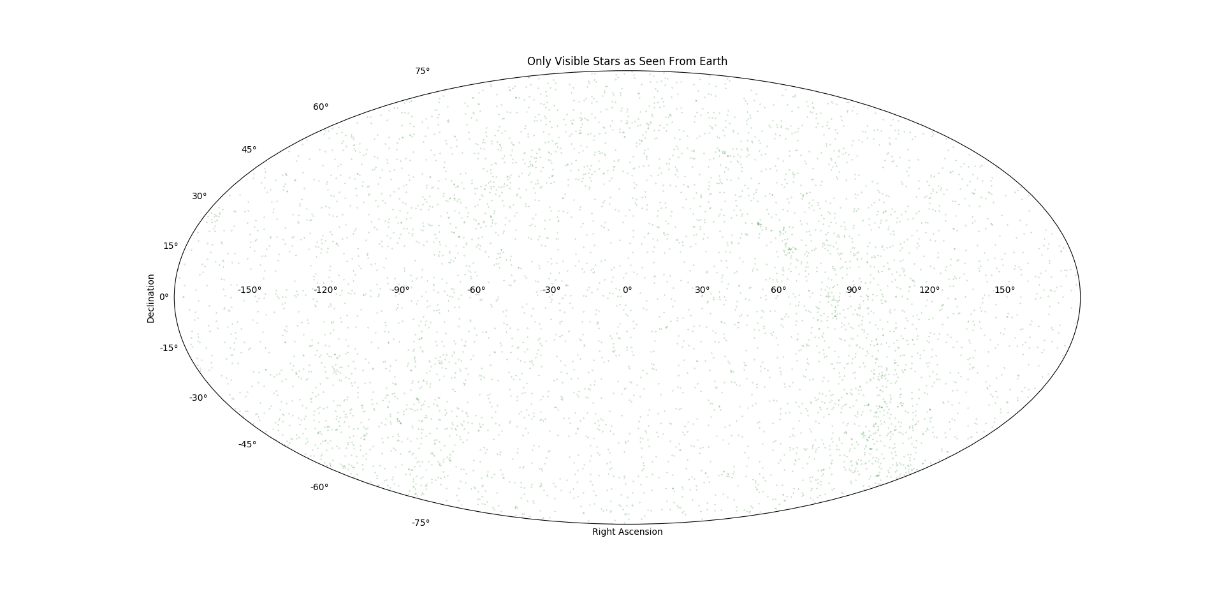 Only Visible Stars as Seen From Earth
75°
60°
45°
30°
15°
0°
-15°
-30°
-45°
-60°
-75°
Declination
-150° -120° -90° -60° -30° 0° 30° 60° 90° 120° 150°
Right Ascension